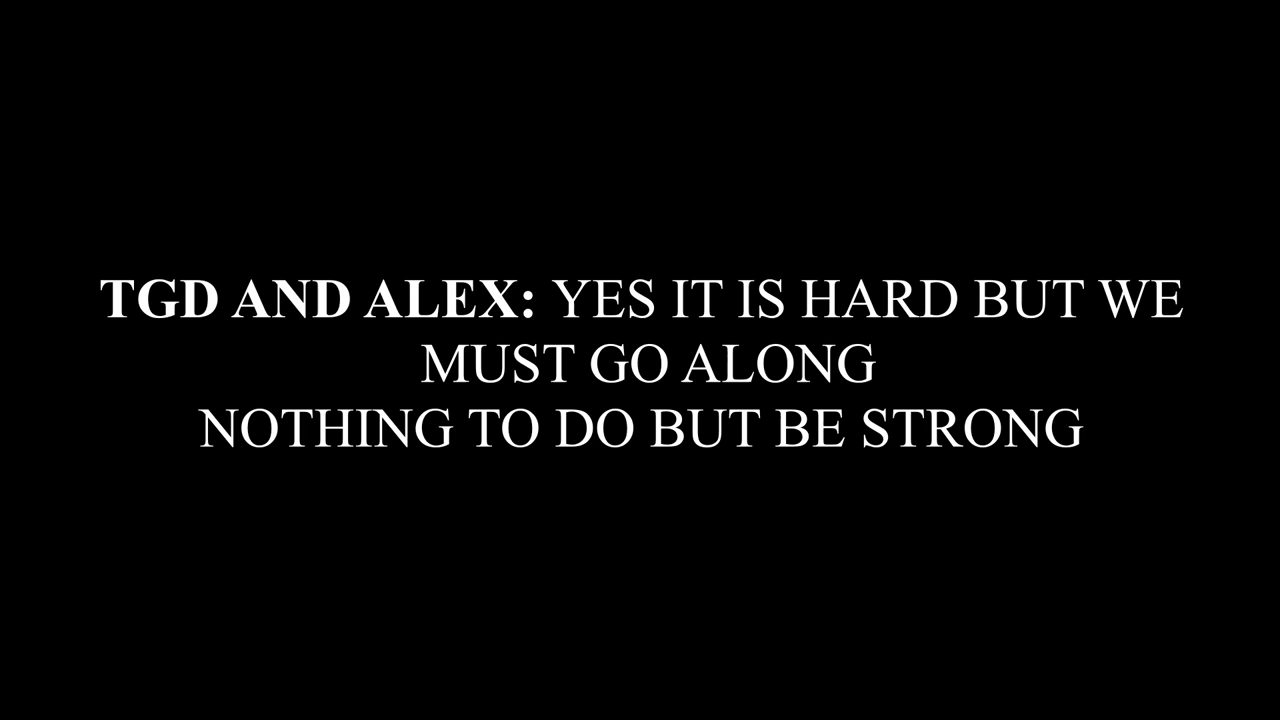 TGD AND ALEX: YES IT IS HARD BUT WE
MUST GO ALONG
NOTHING TO DO BUT BE STRONG